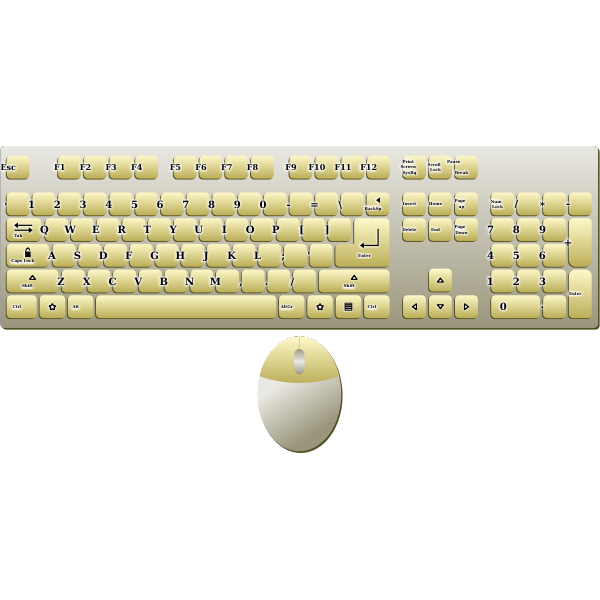 Esc F1 F2 F3 F4 F5 F6 F7 F8 F9 F10 F11 F12
Print
Screen
SysRq
Scroll
Lock
Pause
Break
1 2 3 4 5 6 7 8 9 0 - = \
BackSp
Insert Home
Page
up
Num
Lock
/ * -
Tab
Q W E R T Y U I O P [ ]
Enter
Delete End
Page
Down
7 8 9 +
Caps Lock
A S D F G H J K L ; '
4 5 6
Shift
Z X C V B N M , . /
Shift
1 2 3
Enter
Ctrl Alt AltGr Ctrl
0 .